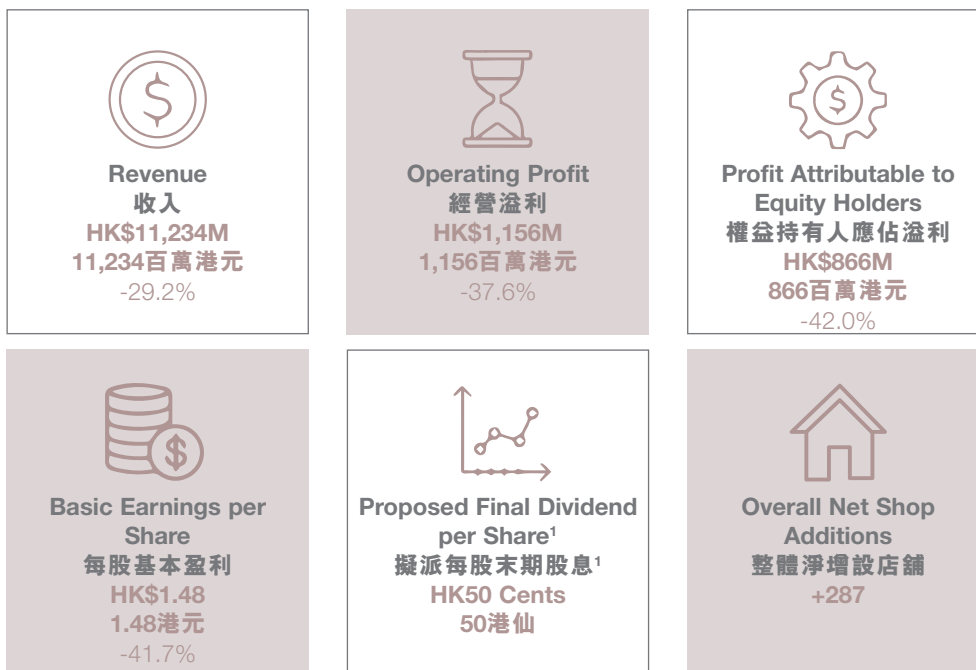 $
Revenue
收入
HK$11,234M
11,234百萬港元
-29.2%
Operating Profit
經營溢利
HK$1,156M
1,156百萬港元
-37.6%
$
Profit Attributable to
Equity Holders
權益持有人應佔溢利
HK$866M
866百萬港元
-42.0%
$
Basic Earnings per
Share
每股基本盈利
HK$1.48
1.48港元
-41.7%
Proposed Final Dividend
per Share¹
擬派每股末期股息¹
HK50 Cents
50港仙
Overall Net Shop
Additions
整體淨增設店舖
+287